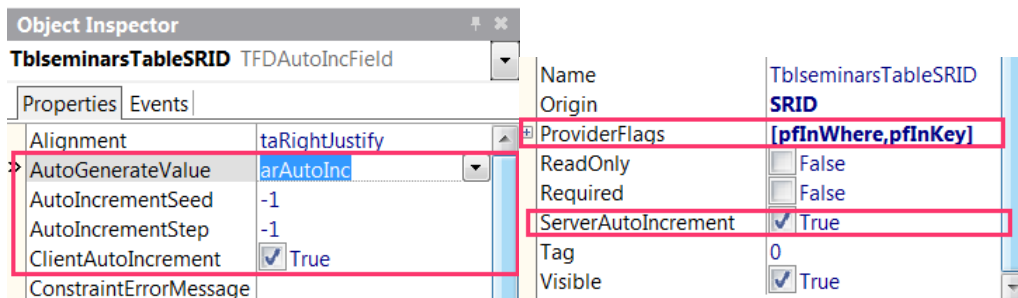 Object Inspector
TblseminarsTableSRID TFDAutoIncField
Properties Events
Alignment taRightJustify
AutoGenerateValue arAutoInc
AutoIncrementSeed -1
AutoIncrementStep -1
ClientAutoIncrement True
ConstraintErrorMessage
Name TblseminarsTableSRID
Origin SRID
ProviderFlags [pfInWhere,pfInKey]
ReadOnly False
Required False
ServerAutoIncrement True
Tag 0
Visible True